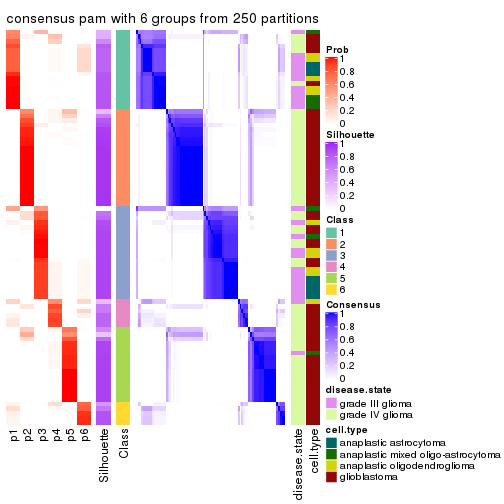 consensus pam with 6 groups from 250 partitions
Prob
1
0.8
0.6
0.4
0.2
0
Silhouette
1
0.8
0.6
0.4
0.2
0
Class
1
2
3
4
5
6
Consensus
1
0.8
0.6
0.4
0.2
0
disease.state
grade III glioma
grade IV glioma
cell.type
anaplastic astrocytoma
anaplastic mixed oligo-astrocytoma
anaplastic oligodendroglioma
glioblastoma
p1
p2
p3
p4
p5
p6
Silhouette
Class
disease.state
cell.type